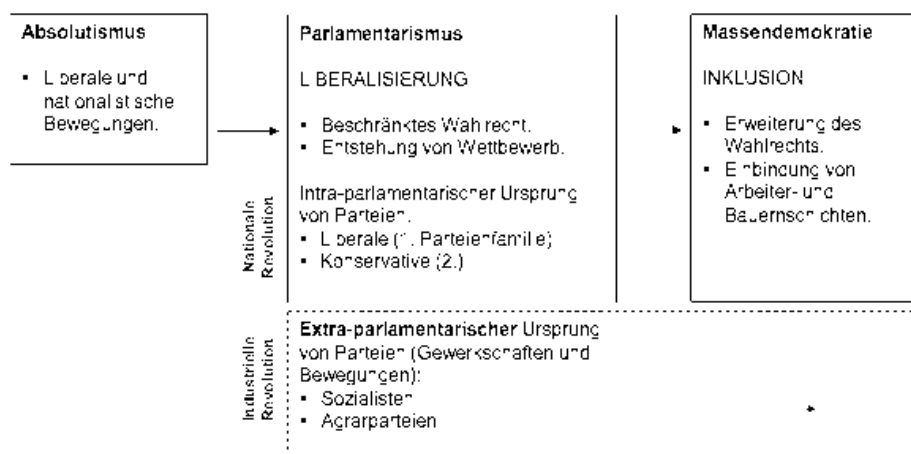 Absolutismus
▪ Liberale und
nationalistische
Bewegungen.
Parlamentarismus
LIBERALISIERUNG
▪ Beschränktes Wahlrecht.
▪ Entstehung von Wettbewerb.
Intra-parlamentarischer Ursprung
von Parteien.
▪ Liberale (1. Parteienfamilie)
▪ Konservative (2.)
Nationale
Revolution
Massendemokratie
INKLUSION
▪ Erweiterung des
Wahlrechts.
▪ Einbindung von
Arbeiter- und
Bauernschichten.
Industrielle
Revolution
Extra-parlamentarischer Ursprung
von Parteien (Gewerkschaften und
Bewegungen):
▪ Sozialisten
▪ Agrarparteien